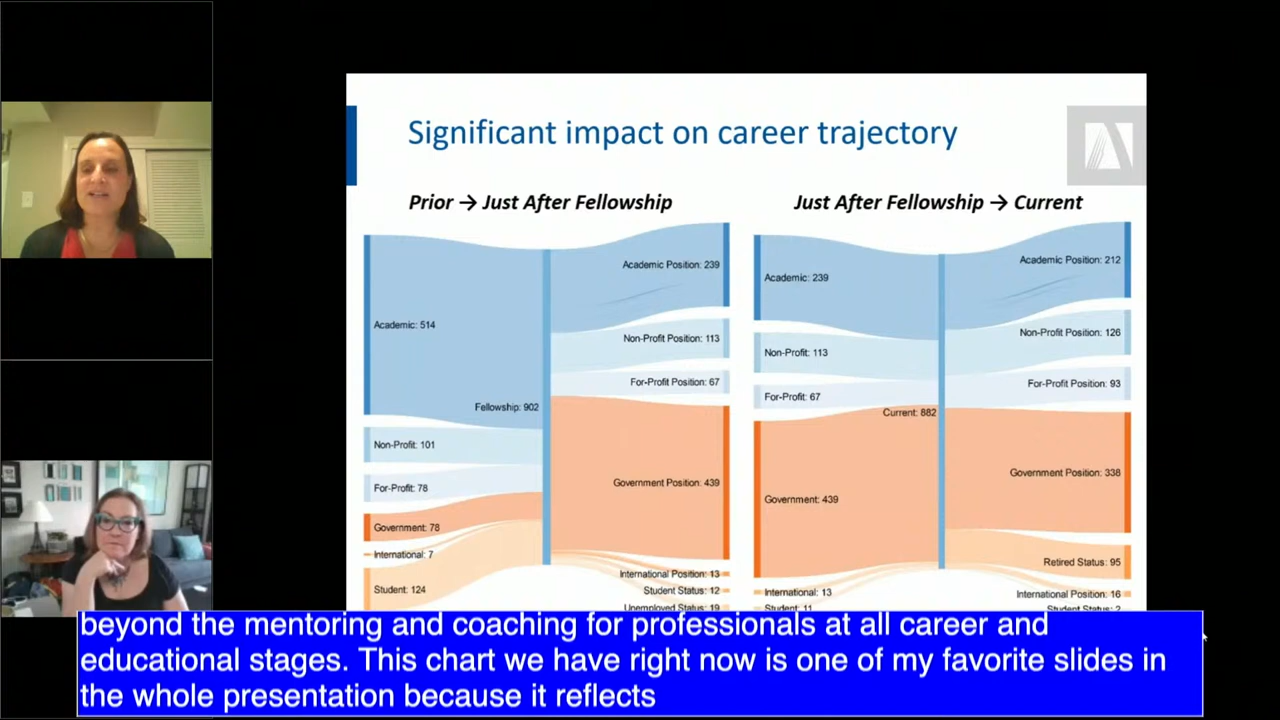 Significant impact on career trajectory
Prior → Just After Fellowship
Academic: 514
Non-Profit: 101
For-Profit: 78
Government: 78
International: 7
Student: 124
Fellowship: 902
Academic Position: 239
Non-Profit Position: 113
For-Profit Position: 67
Government Position: 439
International Position: 13
Student Status: 12
Unemployed Status: 19
Just After Fellowship → Current
Academic: 239
Non-Profit: 113
For-Profit: 67
Government: 439
International: 13
Student: 11
Current: 882
Academic Position: 212
Non-Profit Position: 126
For-Profit Position: 93
Government Position: 338
Retired Status: 95
International Position: 16
Student Status: 2
beyond the mentoring and coaching for professionals at all career and
educational stages. This chart we have right now is one of my favorite slides in
the whole presentation because it reflects